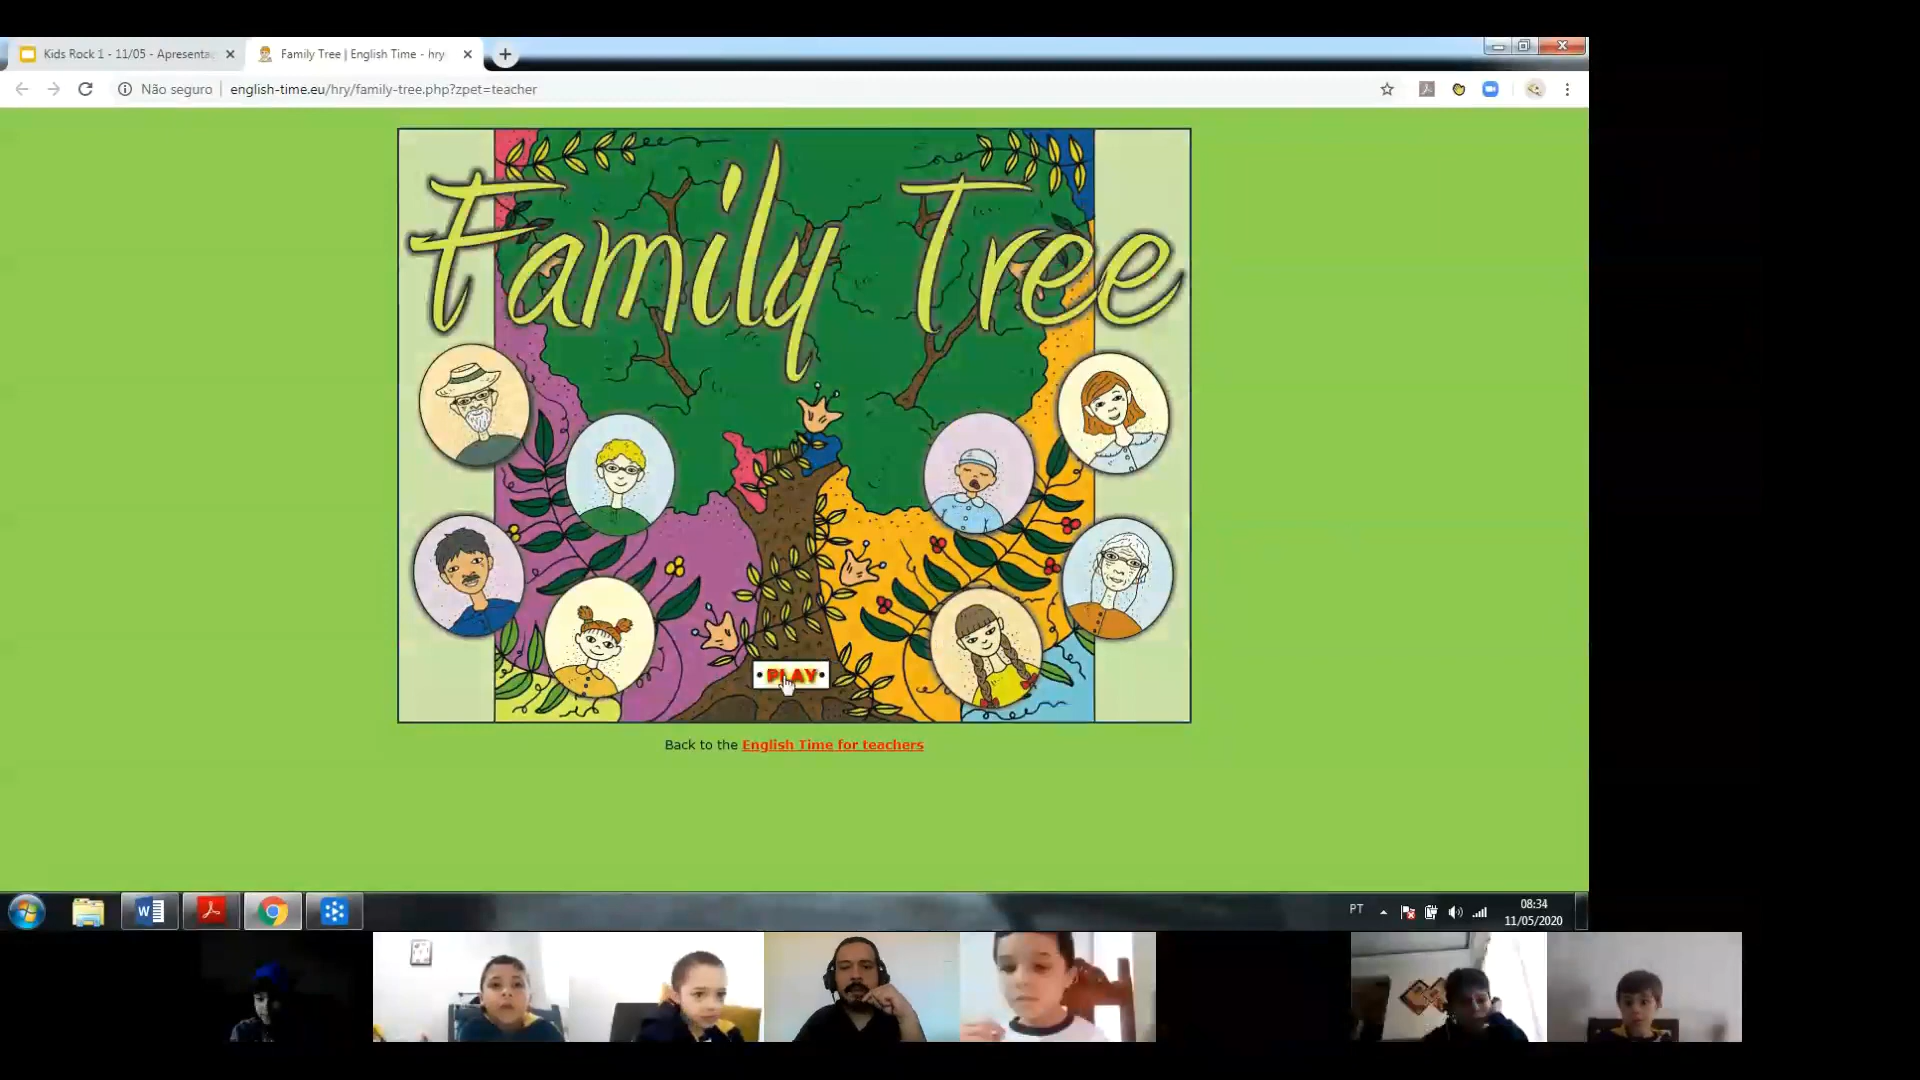 Kids Rock 1 - 11/05 - Apresenta
Family Tree | English Time - hry
Não seguro
english-time.eu/hry/family-tree.php?zpet=teacher
Family Tree
PLAY
Back to the English Time for teachers
PT
08:34
11/05/2020